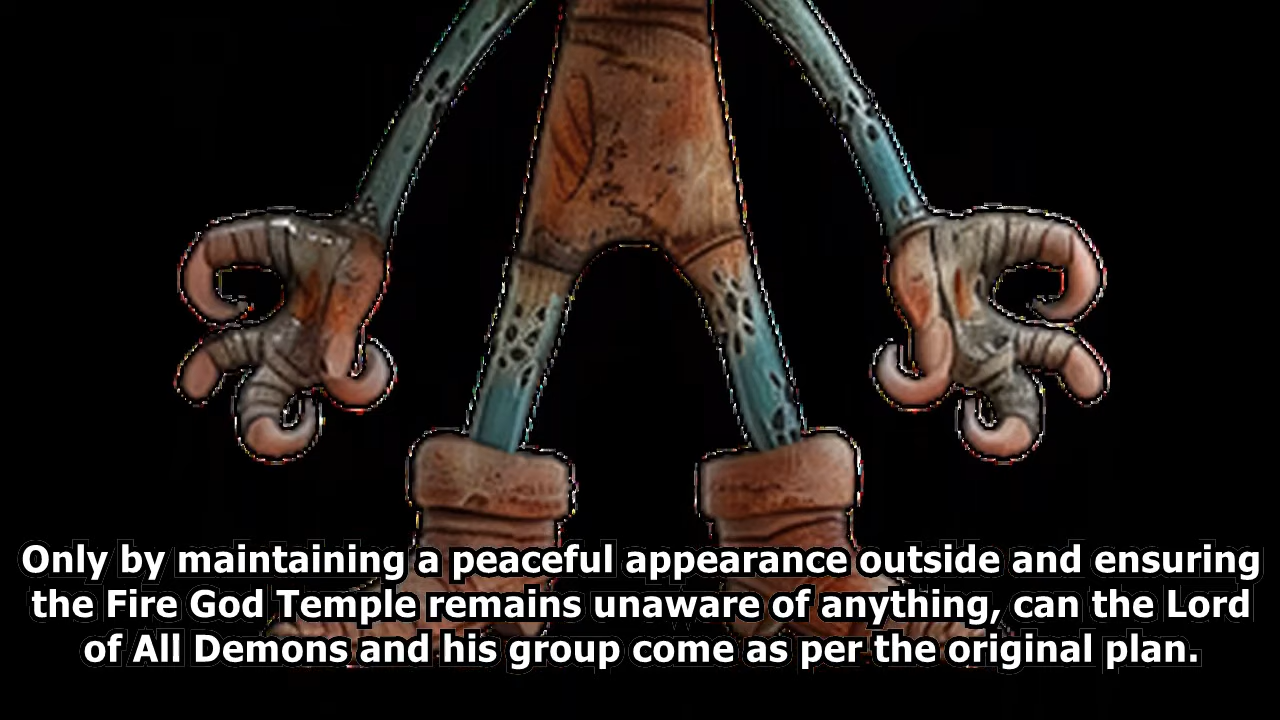 Only by maintaining a peaceful appearance outside and ensuring
the Fire God Temple remains unaware of anything, can the Lord
of All Demons and his group come as per the original plan.